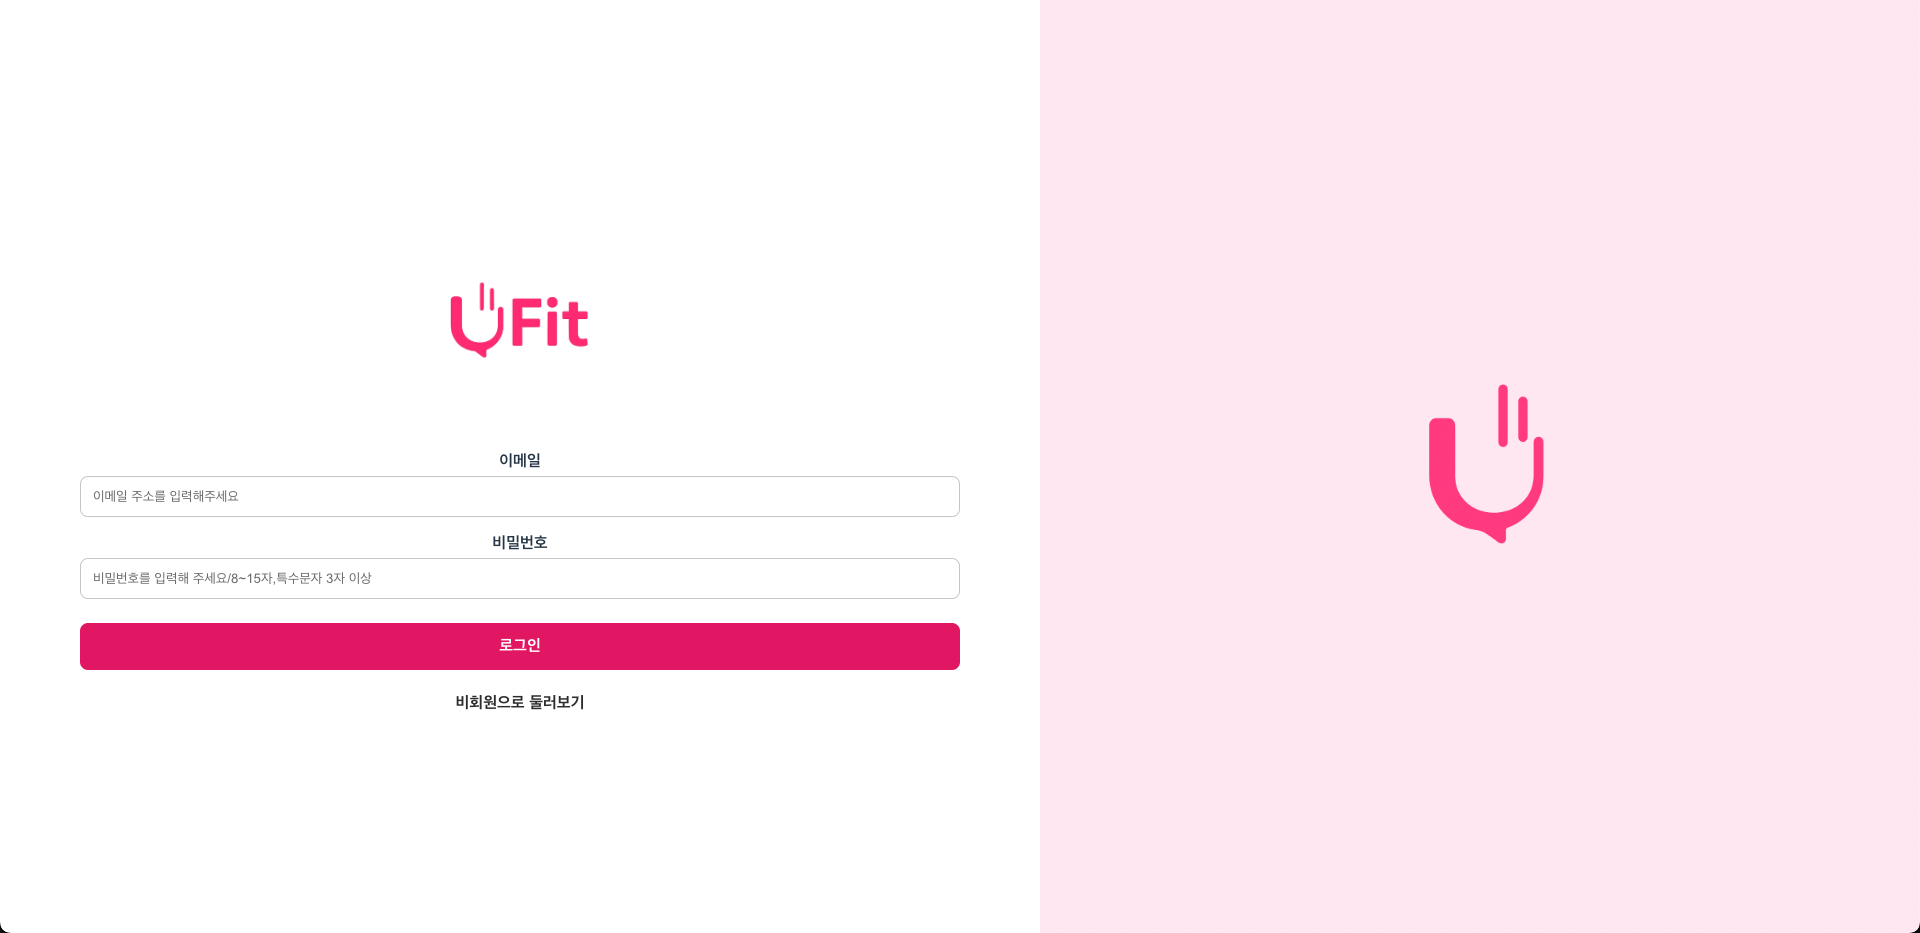 UFit
이메일
이메일 주소를 입력해주세요
비밀번호
비밀번호를 입력해 주세요/8~15자,특수문자 3자 이상
로그인
비회원으로 둘러보기
U